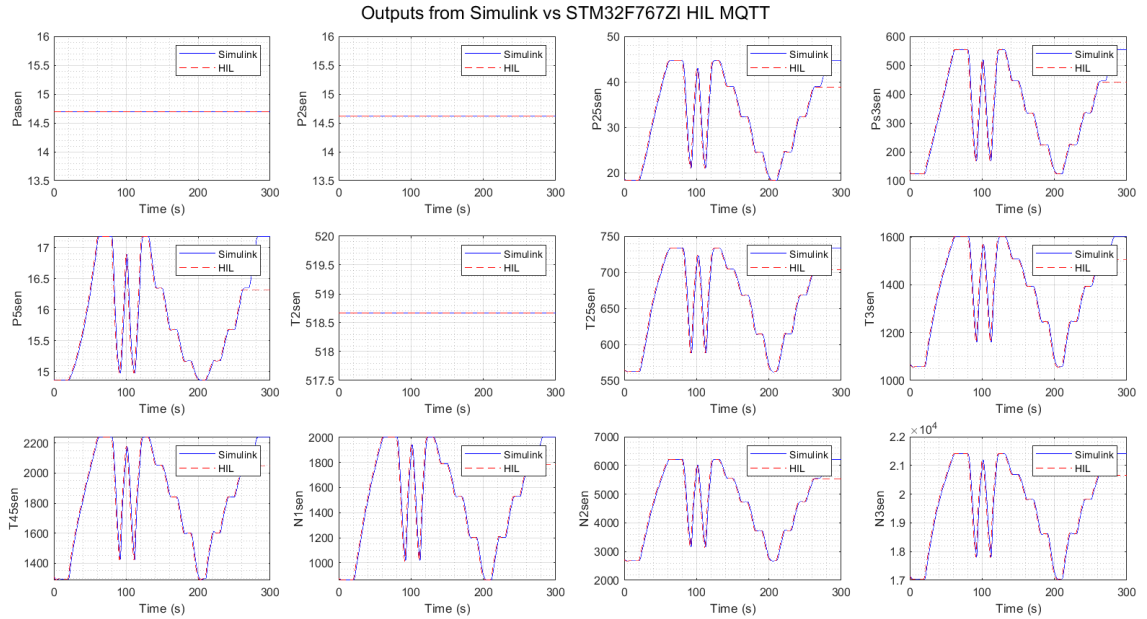 Outputs from Simulink vs STM32F767ZI HIL MQTT
16
15.5
15
14.5
14
13.5
Pasen
Simulink
HIL
0 100 200 300
Time (s)
16
15.5
15
14.5
14
13.5
P2sen
Simulink
HIL
0 100 200 300
Time (s)
50
40
30
20
P25sen
Simulink
HIL
0 100 200 300
Time (s)
600
500
400
300
200
100
Ps3sen
Simulink
HIL
0 100 200 300
Time (s)
17
16.5
16
15.5
15
P5sen
Simulink
HIL
0 100 200 300
Time (s)
520
519.5
519
518.5
518
517.5
T2sen
Simulink
HIL
0 100 200 300
Time (s)
750
700
650
600
550
T25sen
Simulink
HIL
0 100 200 300
Time (s)
1600
1400
1200
1000
T3sen
Simulink
HIL
0 100 200 300
Time (s)
2200
2000
1800
1600
1400
T45sen
Simulink
HIL
0 100 200 300
Time (s)
2000
1800
1600
1400
1200
1000
N1sen
Simulink
HIL
0 100 200 300
Time (s)
7000
6000
5000
4000
3000
2000
N2sen
Simulink
HIL
0 100 200 300
Time (s)
×10⁴
2.2
2.1
2
1.9
1.8
1.7
N3sen
Simulink
HIL
0 100 200 300
Time (s)